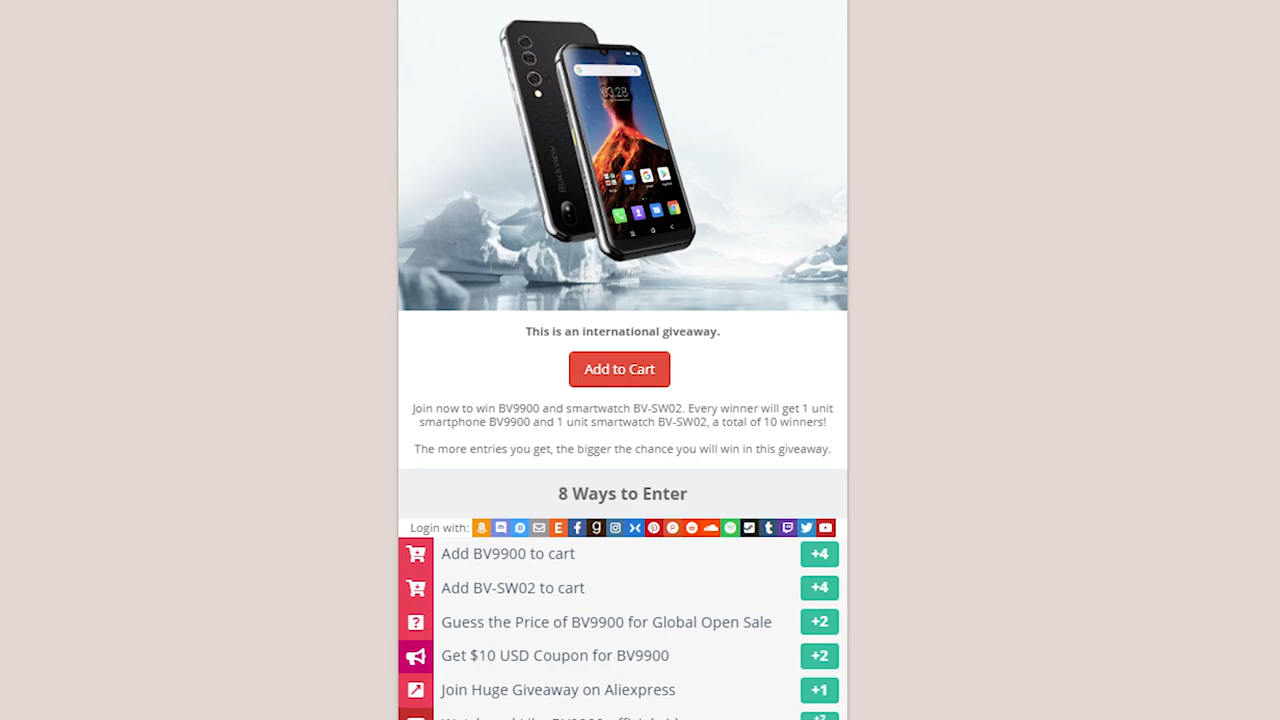 03:28
Blackview
This is an international giveaway.
Add to Cart
Join now to win BV9900 and smartwatch BV-SW02. Every winner will get 1 unit
smartphone BV9900 and 1 unit smartwatch BV-SW02, a total of 10 winners!
The more entries you get, the bigger the chance you will win in this giveaway.
8 Ways to Enter
Login with:
Add BV9900 to cart +4
Add BV-SW02 to cart +4
Guess the Price of BV9900 for Global Open Sale +2
Get $10 USD Coupon for BV9900 +2
Join Huge Giveaway on Aliexpress +1